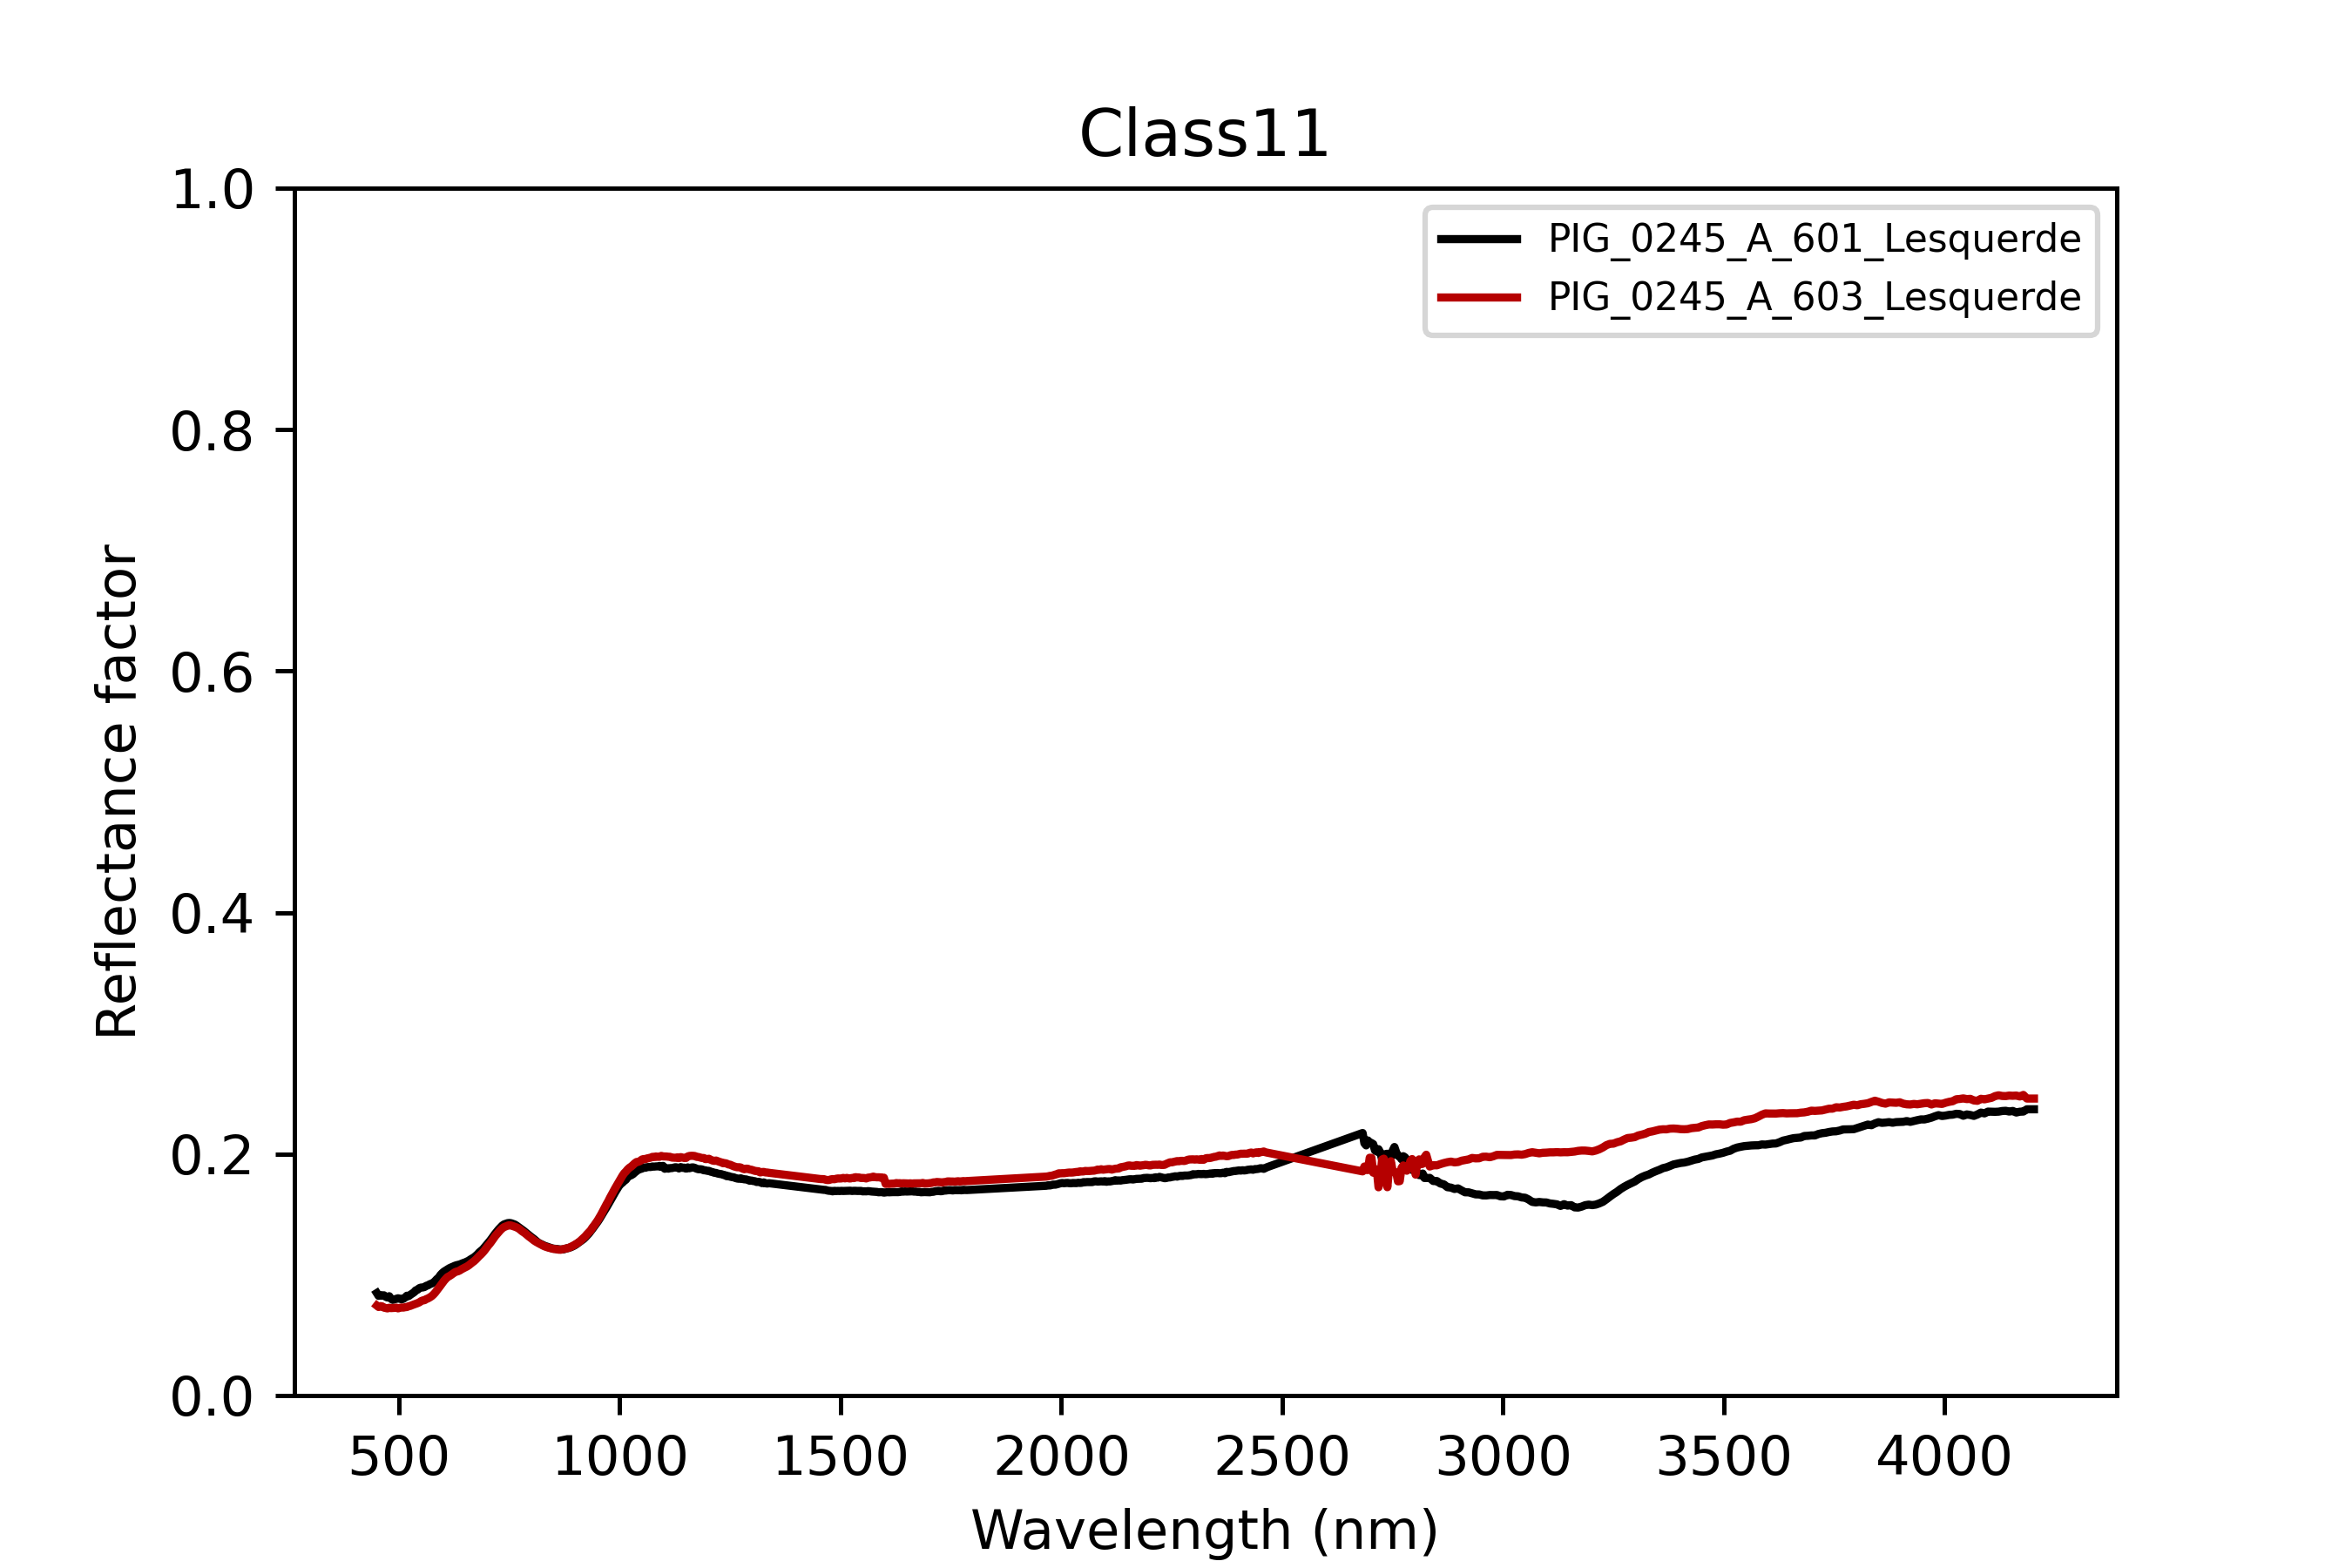 Class11
1.0
0.8
0.6
0.4
0.2
0.0
Reflectance factor
PIG_0245_A_601_Lesquerde
PIG_0245_A_603_Lesquerde
500 1000 1500 2000 2500 3000 3500 4000
Wavelength (nm)